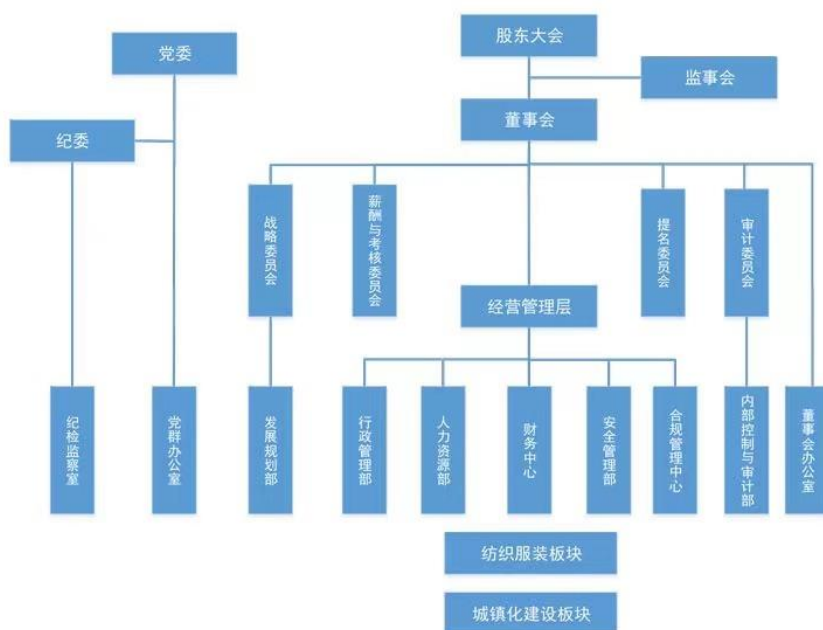 股东大会
党委
监事会
董事会
纪委
战略委员会
薪酬与考核委员会
提名委员会
审计委员会
经营管理层
纪检监察室
党群办公室
发展规划部
行政管理部
人力资源部
财务中心
安全管理部
合规管理中心
内部控制与审计部
董事会办公室
纺织服装板块
城镇化建设板块